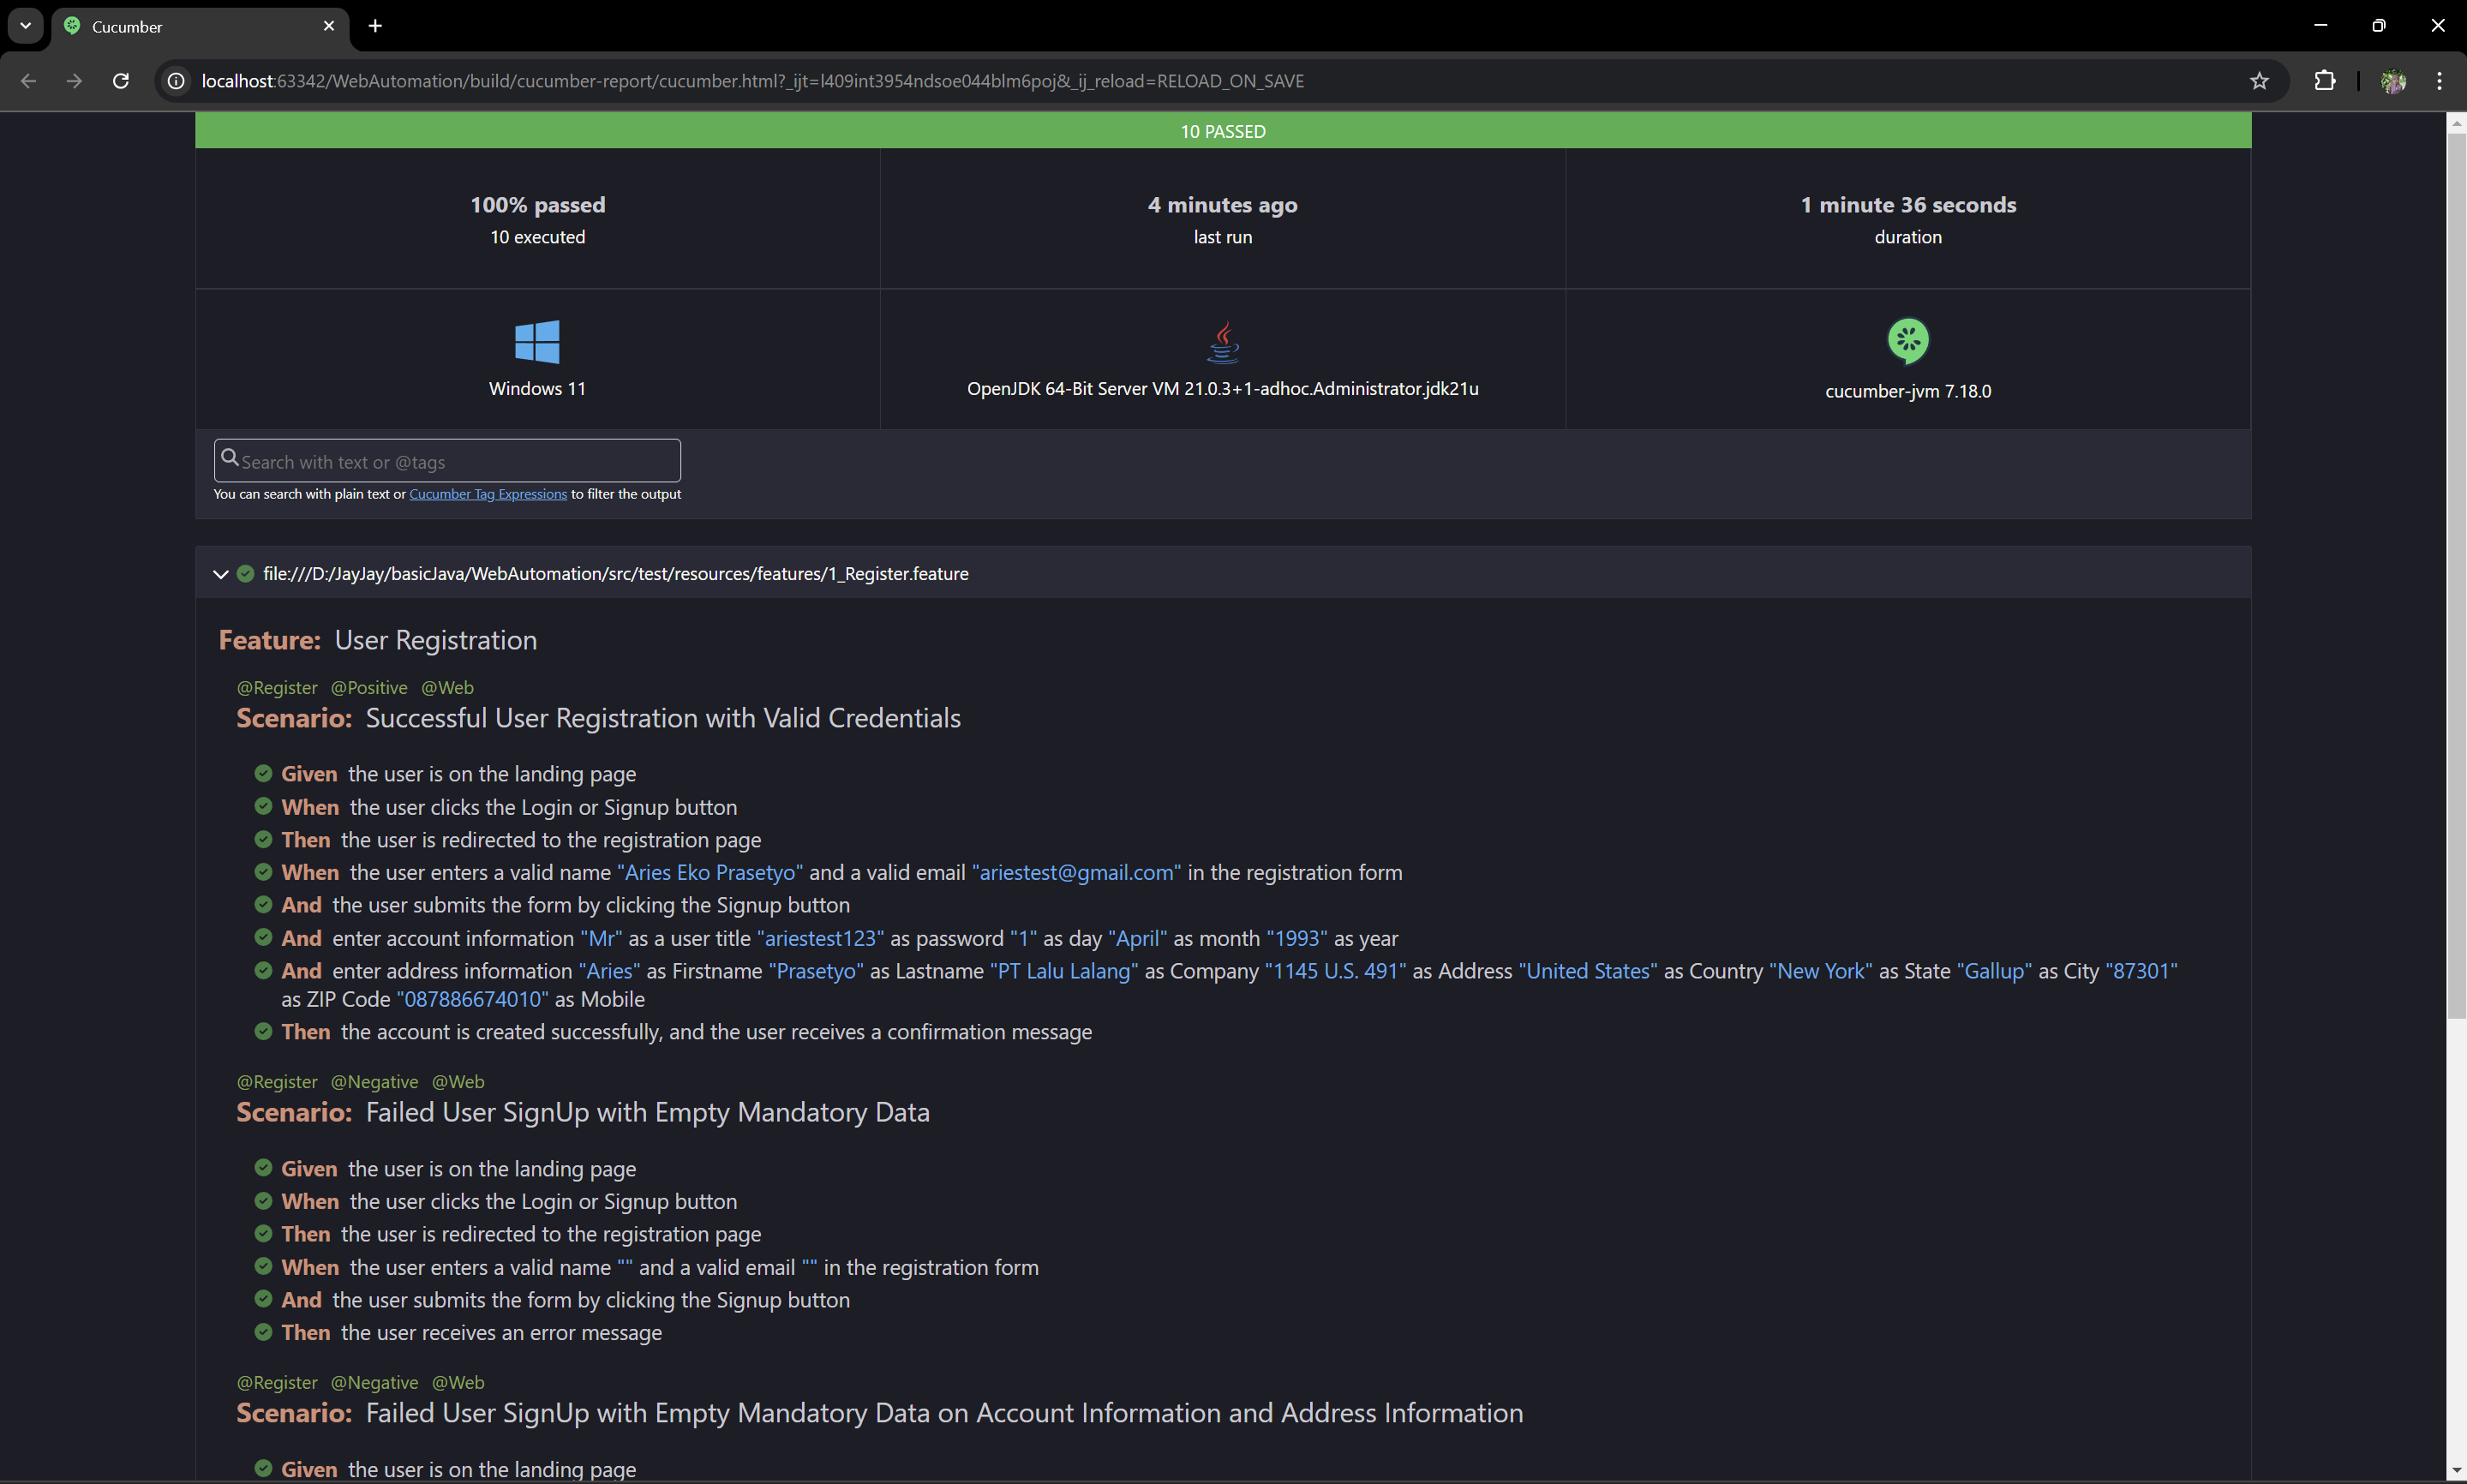 Cucumber
localhost:63342/WebAutomation/build/cucumber-report/cucumber.html?_ijt=l409int3954ndsoe044blm6poj&_ij_reload=RELOAD_ON_SAVE
10 PASSED
100% passed
10 executed
4 minutes ago
last run
1 minute 36 seconds
duration
Windows 11
OpenJDK 64-Bit Server VM 21.0.3+1-adhoc.Administrator.jdk21u
cucumber-jvm 7.18.0
Search with text or @tags
You can search with plain text or Cucumber Tag Expressions to filter the output
file:///D:/JayJay/basicJava/WebAutomation/src/test/resources/features/1_Register.feature
Feature: User Registration
@Register @Positive @Web
Scenario: Successful User Registration with Valid Credentials
Given the user is on the landing page
When the user clicks the Login or Signup button
Then the user is redirected to the registration page
When the user enters a valid name "Aries Eko Prasetyo" and a valid email "ariestest@gmail.com" in the registration form
And the user submits the form by clicking the Signup button
And enter account information "Mr" as a user title "ariestest123" as password "1" as day "April" as month "1993" as year
And enter address information "Aries" as Firstname "Prasetyo" as Lastname "PT Lalu Lalang" as Company "1145 U.S. 491" as Address "United States" as Country "New York" as State "Gallup" as City "87301"
as ZIP Code "087886674010" as Mobile
Then the account is created successfully, and the user receives a confirmation message
@Register @Negative @Web
Scenario: Failed User SignUp with Empty Mandatory Data
Given the user is on the landing page
When the user clicks the Login or Signup button
Then the user is redirected to the registration page
When the user enters a valid name "" and a valid email "" in the registration form
And the user submits the form by clicking the Signup button
Then the user receives an error message
@Register @Negative @Web
Scenario: Failed User SignUp with Empty Mandatory Data on Account Information and Address Information
Given the user is on the landing page